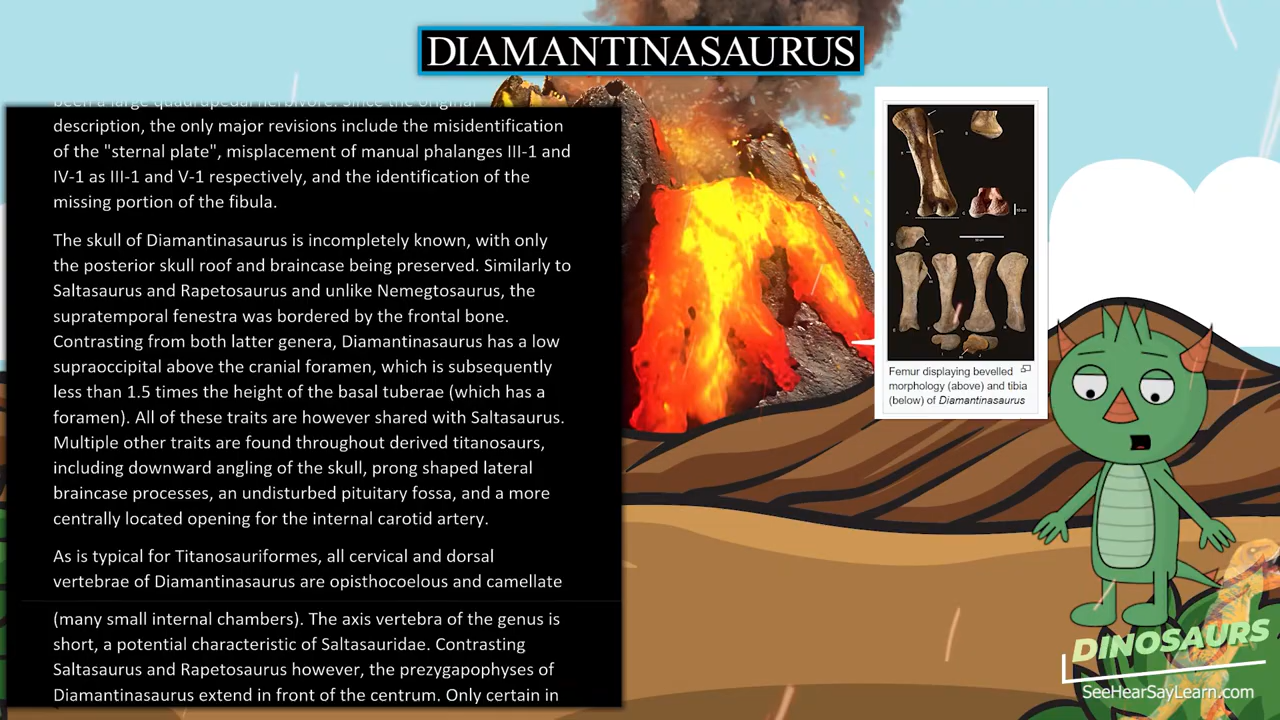 DIAMANTINASAURUS
been a large quadrupedal herbivore. Since the original
description, the only major revisions include the misidentification
of the "sternal plate", misplacement of manual phalanges III-1 and
IV-1 as III-1 and V-1 respectively, and the identification of the
missing portion of the fibula.
The skull of Diamantinasaurus is incompletely known, with only
the posterior skull roof and braincase being preserved. Similarly to
Saltasaurus and Rapetosaurus and unlike Nemegtosaurus, the
supratemporal fenestra was bordered by the frontal bone.
Contrasting from both latter genera, Diamantinasaurus has a low
supraoccipital above the cranial foramen, which is subsequently
less than 1.5 times the height of the basal tuberae (which has a
foramen). All of these traits are however shared with Saltasaurus.
Multiple other traits are found throughout derived titanosaurs,
including downward angling of the skull, prong shaped lateral
braincase processes, an undisturbed pituitary fossa, and a more
centrally located opening for the internal carotid artery.
As is typical for Titanosauriformes, all cervical and dorsal
vertebrae of Diamantinasaurus are opisthocoelous and camellate
(many small internal chambers). The axis vertebra of the genus is
short, a potential characteristic of Saltasauridae. Contrasting
Saltasaurus and Rapetosaurus however, the prezygapophyses of
Diamantinasaurus extend in front of the centrum. Only certain in
Femur displaying bevelled
morphology (above) and tibia
(below) of Diamantinasaurus
DINOSAURS
SeeHearSayLearn.com